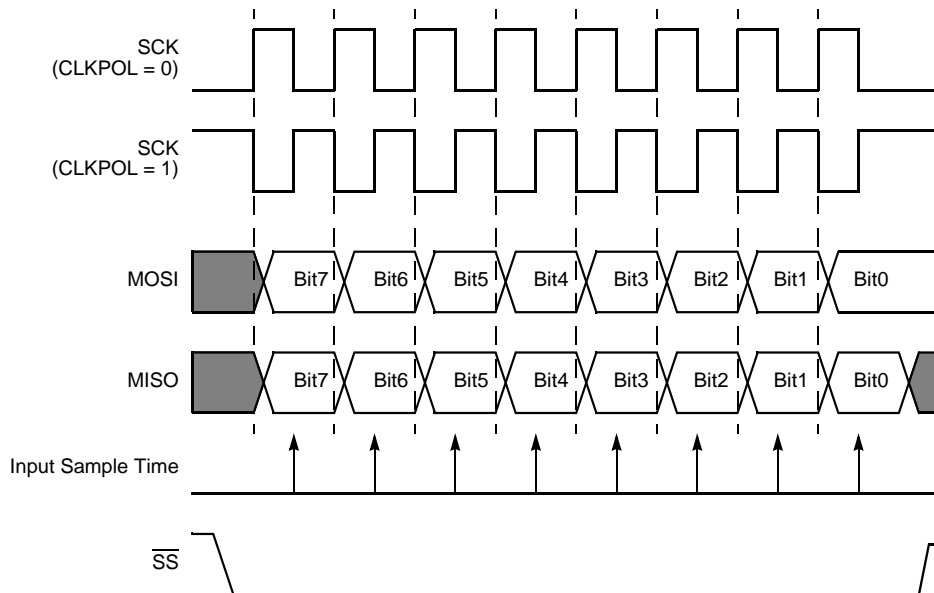 SCK
(CLKPOL = 0)
SCK
(CLKPOL = 1)
MOSI
Bit7 Bit6 Bit5 Bit4 Bit3 Bit2 Bit1 Bit0
MISO
Bit7 Bit6 Bit5 Bit4 Bit3 Bit2 Bit1 Bit0
Input Sample Time
SS